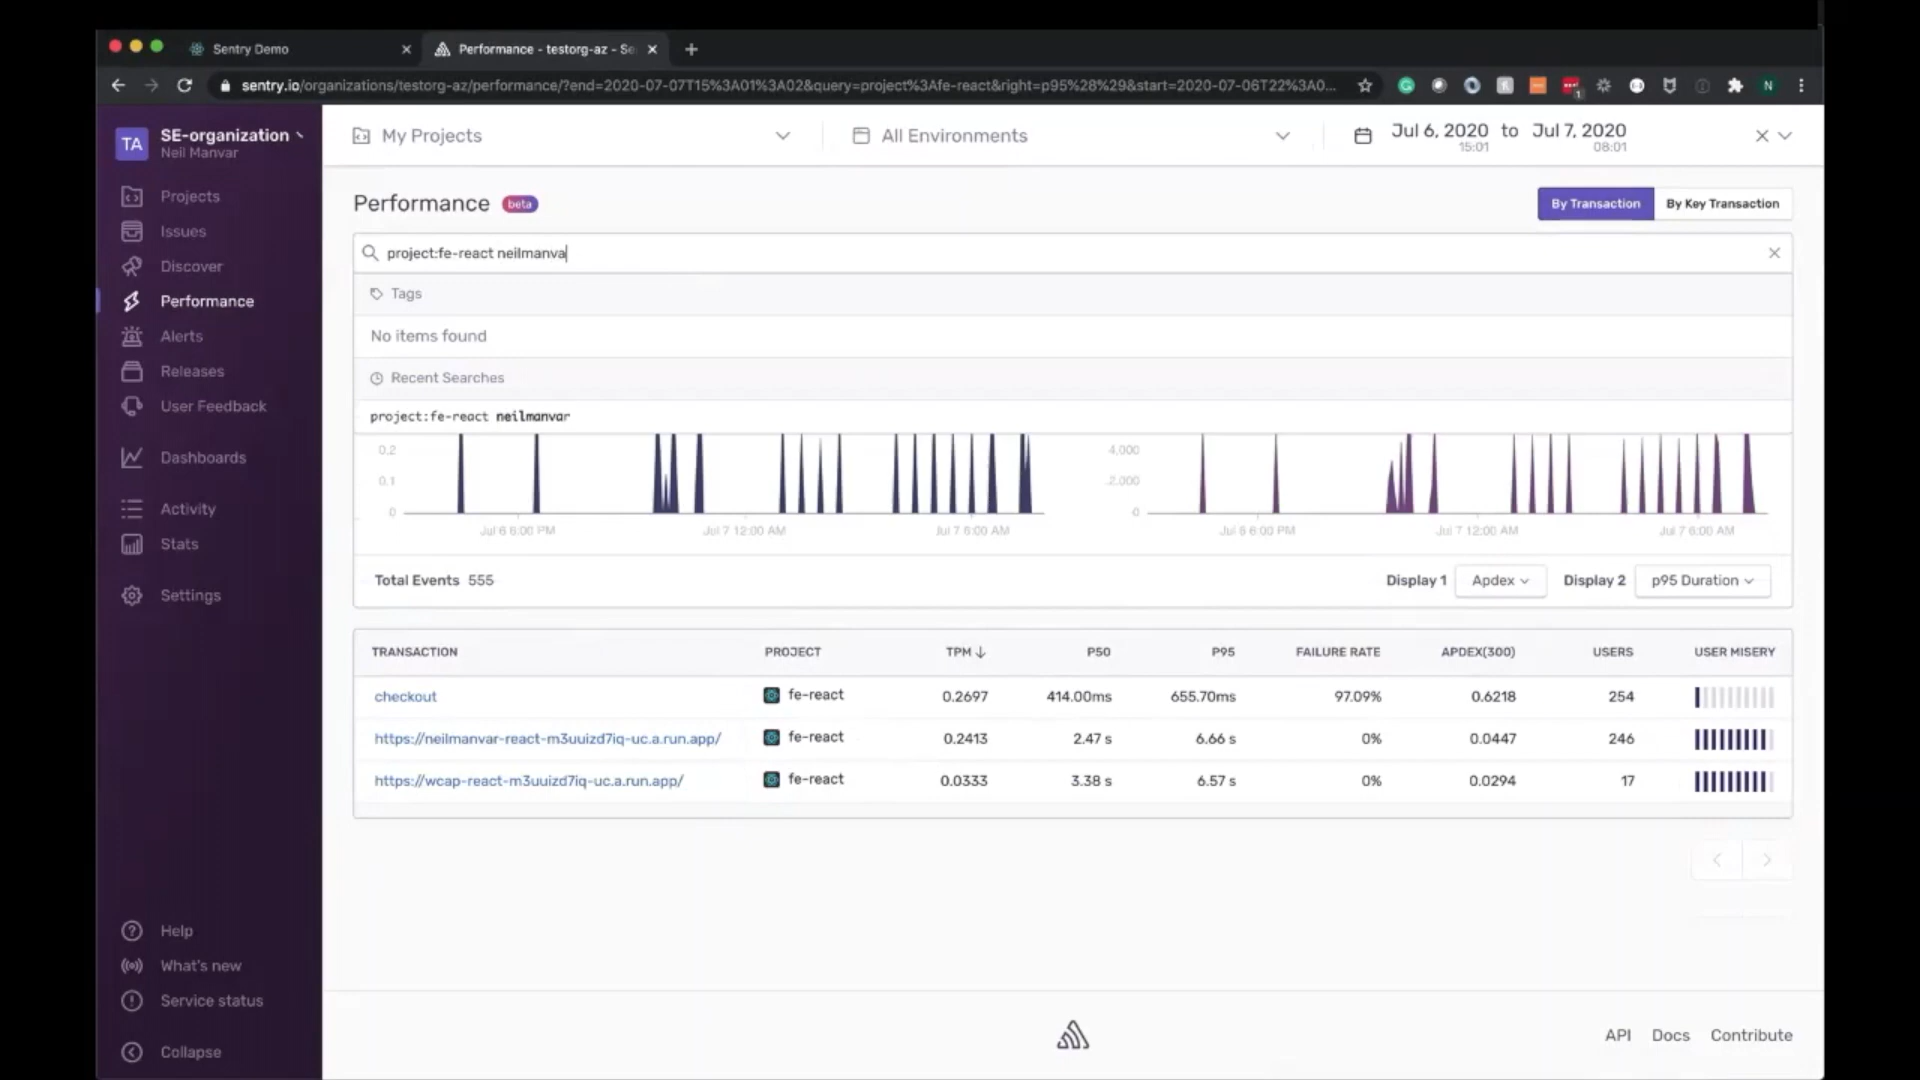 Sentry Demo
Performance - testorg-az - Se
sentry.io/organizations/testorg-az/performance/?end=2020-07-07T15%3A01%3A02&query=project%3Afe-react&right=p95%28%29&start=2020-07-06T22%3A0...
N
1
TA
SE-organization
Neil Manvar
My Projects
All Environments
Jul 6, 2020 to Jul 7, 2020
15:01 08:01
Projects
Issues
Discover
Performance
Alerts
Releases
User Feedback
Dashboards
Activity
Stats
Settings
Help
What's new
Service status
Collapse
Performance beta
By Transaction By Key Transaction
project:fe-react neilmanva
Tags
No items found
Recent Searches
project:fe-react neilmanvar
0.2
0.1
0
Jul 6 6:00 PM Jul 7 12:00 AM Jul 7 6:00 AM
4,000
2,000
0
Jul 6 6:00 PM Jul 7 12:00 AM Jul 7 6:00 AM
Total Events 555
Display 1 Apdex Display 2 p95 Duration
TRANSACTION PROJECT TPM P50 P95 FAILURE RATE APDEX(300) USERS USER MISERY
checkout fe-react 0.2697 414.00ms 655.70ms 97.09% 0.6218 254
https://neilmanvar-react-m3uuizd7iq-uc.a.run.app/ fe-react 0.2413 2.47 s 6.66 s 0% 0.0447 246
https://wcap-react-m3uuizd7iq-uc.a.run.app/ fe-react 0.0333 3.38 s 6.57 s 0% 0.0294 17
API Docs Contribute